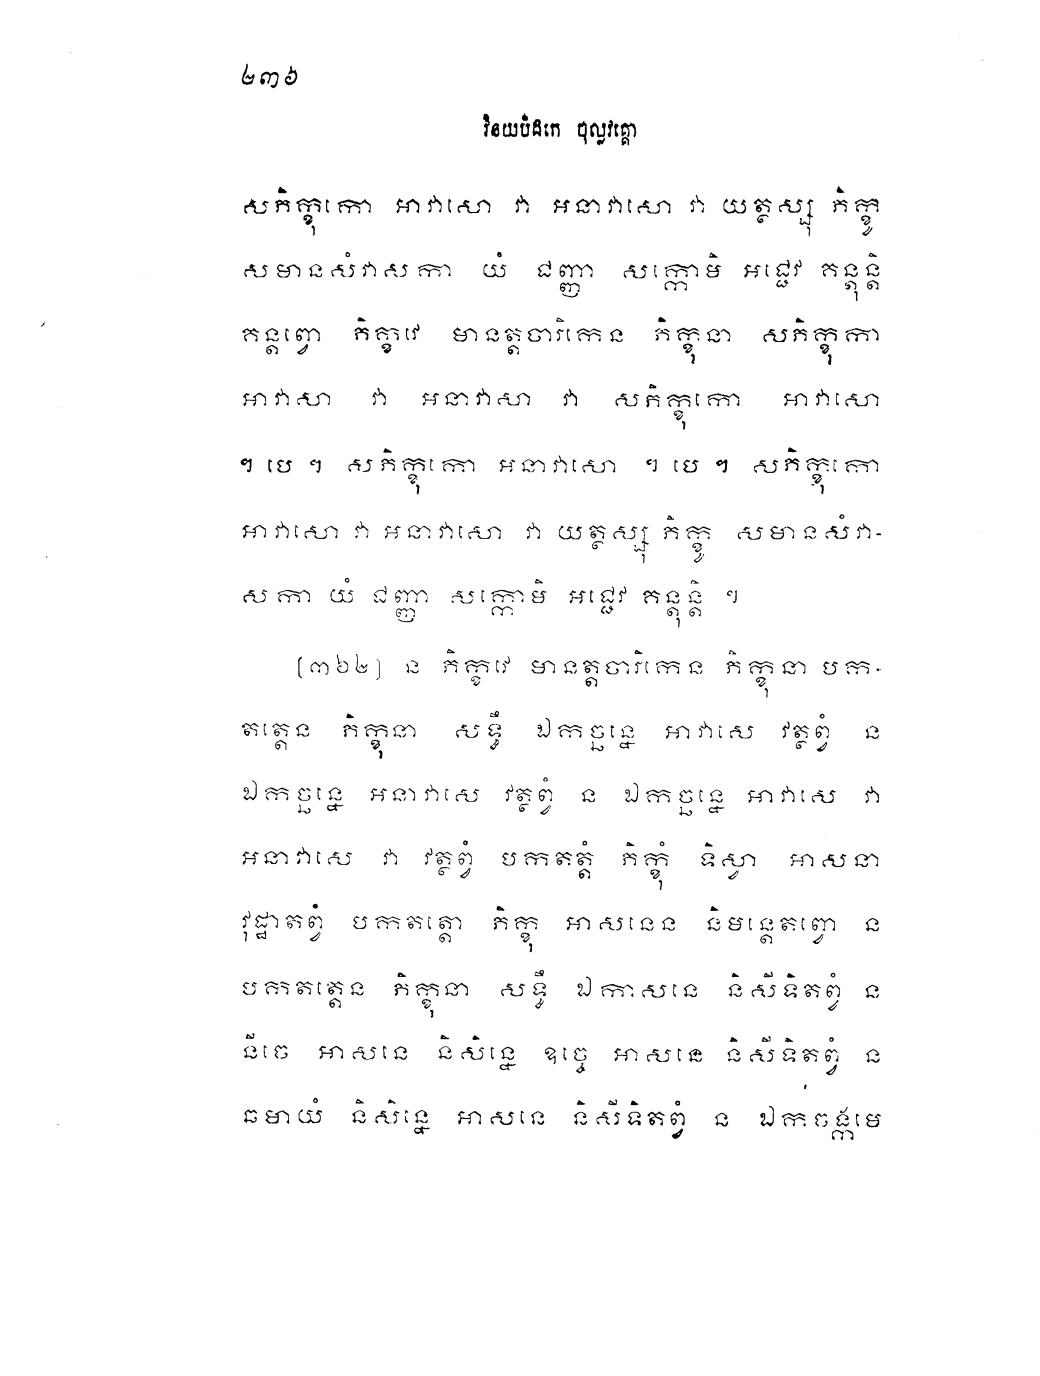 ២៣៦
វិនយបិដកេ ចុល្លវគ្គោ
សភិក្ខុកោ អាវាសោ វា អនាវាសោ វា យត្ថស្សុ ភិក្ខូ
សមានសំវាសកា យំ ជញ្ញា សក្កោមិ អជ្ជេវ គន្តុន្តិ
គន្តព្វោ ភិក្ខវេ មានត្តចារិកេន ភិក្ខុនា សភិក្ខុកា
អាវាសា វា អនាវាសា វា សភិក្ខុកោ អាវាសោ
។ បេ ។ សភិក្ខុកោ អនាវាសោ ។ បេ ។ សភិក្ខុកោ
អាវាសោ វា អនាវាសោ វា យត្ថស្សុ ភិក្ខូ សមានសំវា-
សកា យំ ជញ្ញា សក្កោមិ អជ្ជេវ គន្តុន្តិ ។
(៣៦២) ន ភិក្ខវេ មានត្តចារិកេន ភិក្ខុនា បក-
តត្តេន ភិក្ខុនា សទ្ធឹ ឯកច្ឆន្នេ អាវាសេ វត្ថព្វំ ន
ឯកច្ឆន្នេ អនាវាសេ វត្ថព្វំ ន ឯកច្ឆន្នេ អាវាសេ វា
អនាវាសេ វា វត្ថព្វំ បកតត្តំ ភិក្ខុំ ទិស្វា អាសនា
វុដ្ឋាតព្វំ បកតត្តោ ភិក្ខុ អាសនេន និមន្តេតព្វោ ន
បកតត្តេន ភិក្ខុនា សទ្ធឹ ឯកាសនេ និសីទិតព្វំ ន
នីចេ អាសនេ និសិន្នេ ឧច្ចេ អាសនេ និសីទិតព្វំ ន
ឆមាយំ និសិន្នេ អាសនេ និសីទិតព្វំ ន ឯកចង្កមេ